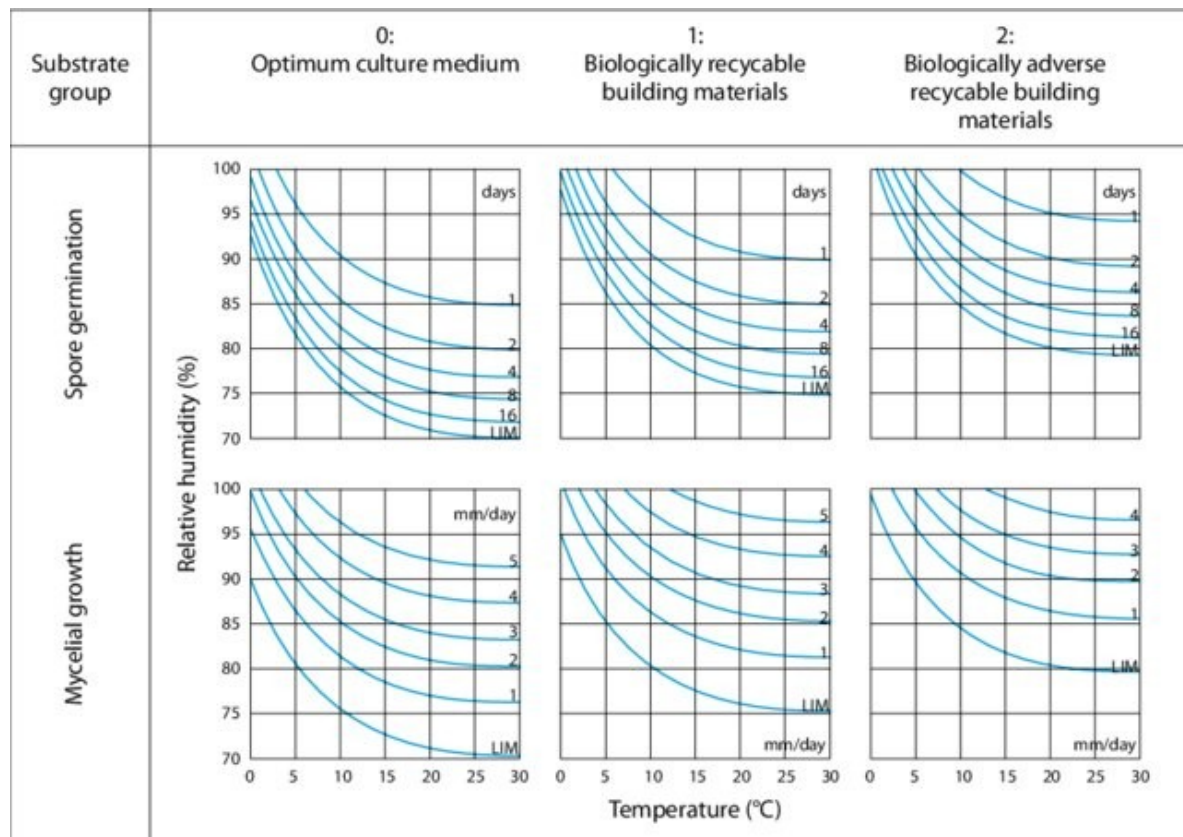 Substrate
group
0:
Optimum culture medium
1:
Biologically recycable
building materials
2:
Biologically adverse
recycable building
materials
Spore germination
Mycelial growth
Relative humidity (%)
100
95
90
85
80
75
70
days
1
2
4
8
16
LIM
days
1
2
4
8
16
LIM
days
1
2
4
8
16
LIM
100
95
90
85
80
75
70
mm/day
5
4
3
2
1
LIM
0 5 10 15 20 25 30
5
4
3
2
1
LIM
mm/day
0 5 10 15 20 25 30
4
3
2
1
LIM
mm/day
0 5 10 15 20 25 30
Temperature (°C)